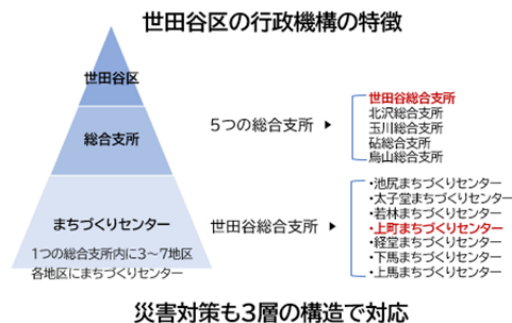 世田谷区の行政機構の特徴
世田谷区
総合支所
5つの総合支所 ▶
世田谷総合支所
北沢総合支所
玉川総合支所
砧総合支所
烏山総合支所
まちづくりセンター
1つの総合支所内に3～7地区
各地区にまちづくりセンター
世田谷総合支所 ▶
・池尻まちづくりセンター
・太子堂まちづくりセンター
・若林まちづくりセンター
・上町まちづくりセンター
・経堂まちづくりセンター
・下馬まちづくりセンター
・上馬まちづくりセンター
災害対策も3層の構造で対応